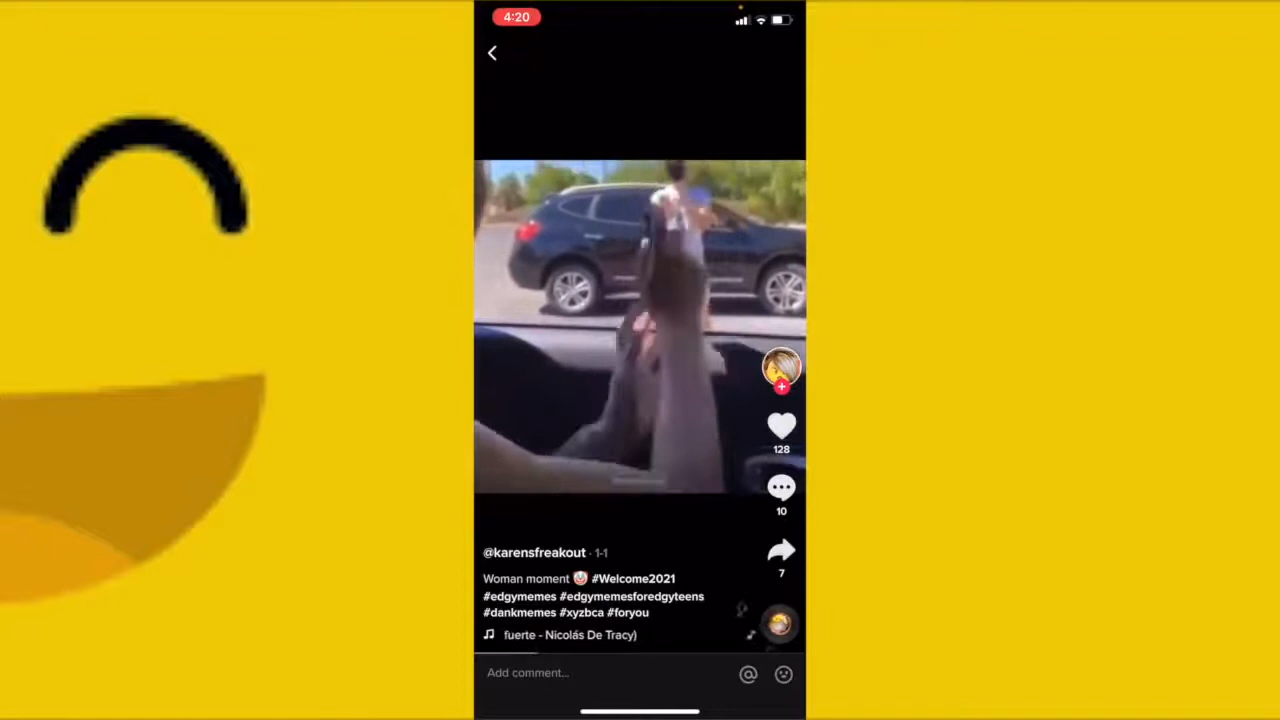 4:20
128
10
@karensfreakout · 1-1
7
Woman moment 🤡 #Welcome2021
#edgymemes #edgymemesforedgyteens
#dankmemes #xyzbca #foryou
fuerte - Nicolás De Tracy)
Add comment...